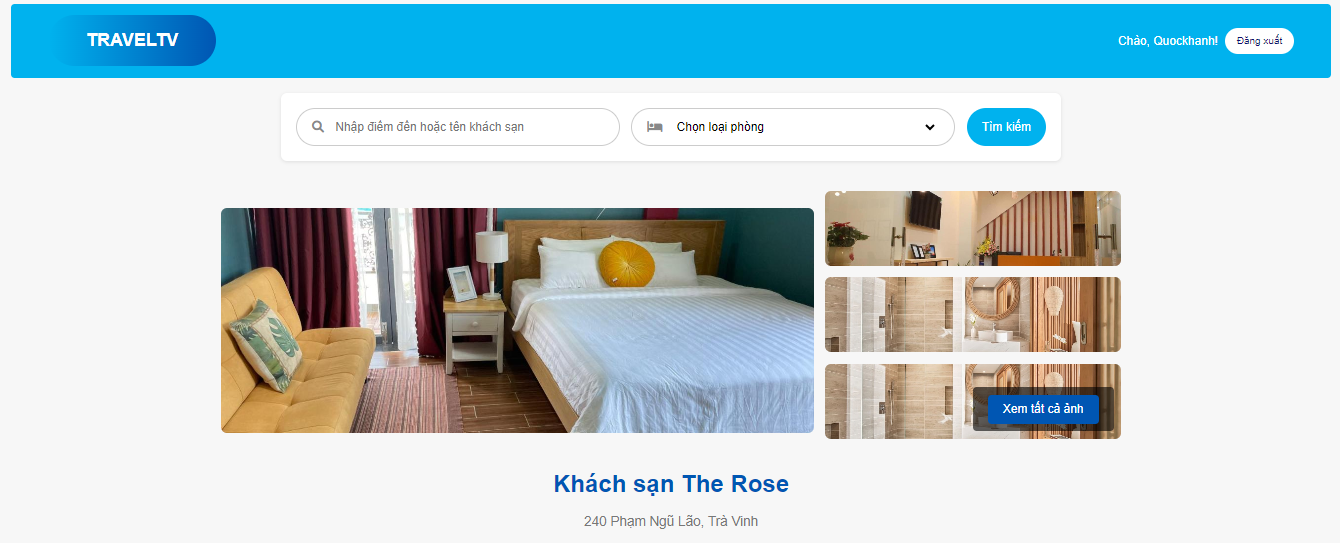 TRAVELTV
Chào, Quockhanh!
Đăng xuất
Nhập điểm đến hoặc tên khách sạn
Chọn loại phòng
Tìm kiếm
Xem tất cả ảnh
Khách sạn The Rose
240 Phạm Ngũ Lão, Trà Vinh